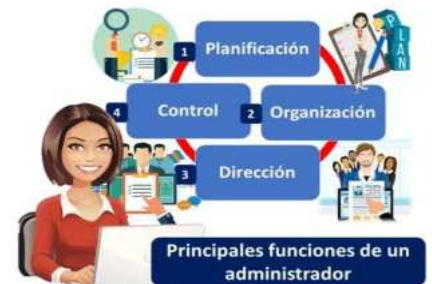 1 Planificación
PLAN
4 Control
2 Organización
3 Dirección
Principales funciones de un
administrador